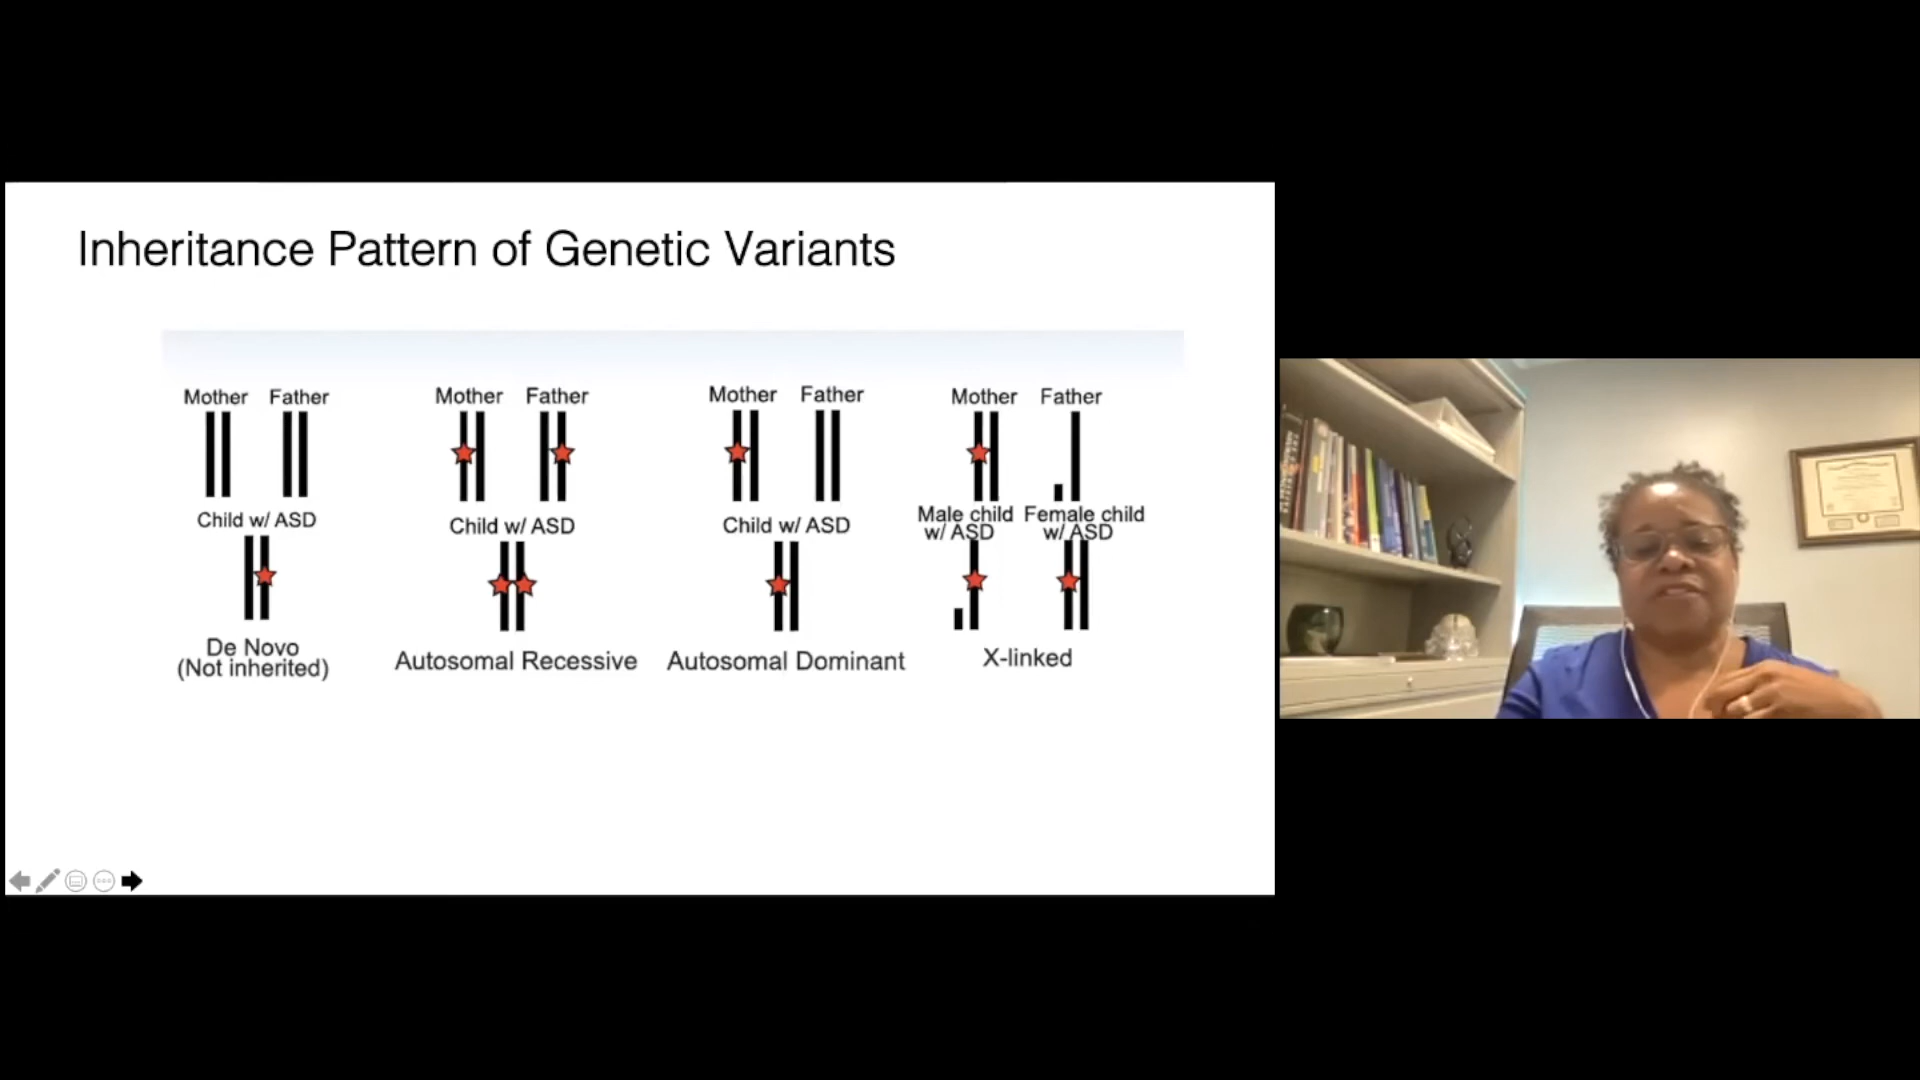 Inheritance Pattern of Genetic Variants
Mother Father
Child w/ ASD
De Novo
(Not inherited)
Mother Father
Child w/ ASD
Autosomal Recessive
Mother Father
Child w/ ASD
Autosomal Dominant
Mother Father
Male child Female child
w/ ASD w/ ASD
X-linked